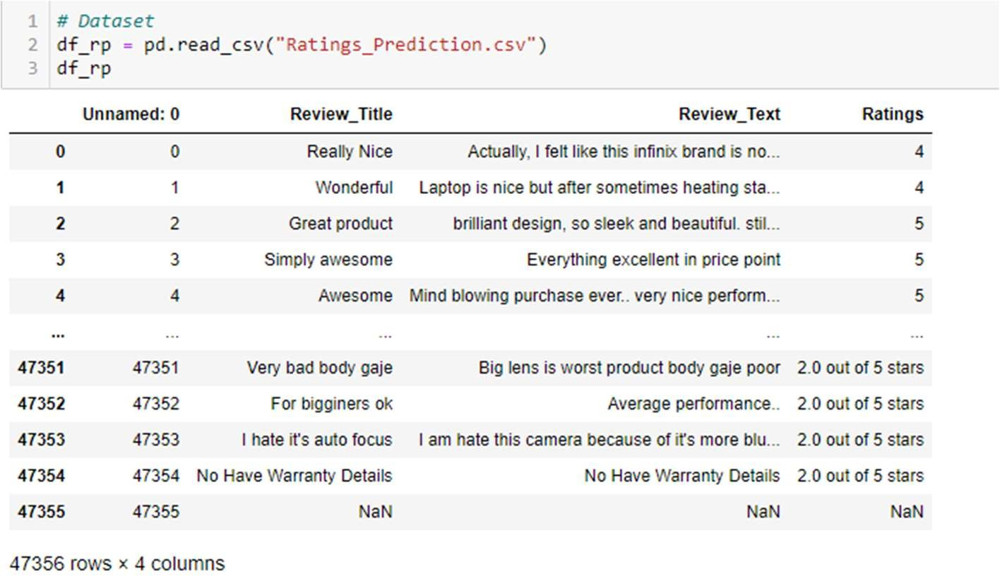 1 # Dataset
2 df_rp = pd.read_csv("Ratings_Prediction.csv")
3 df_rp
Unnamed: 0 Review_Title Review_Text Ratings
0 0 Really Nice Actually, I felt like this infinix brand is no... 4
1 1 Wonderful Laptop is nice but after sometimes heating sta... 4
2 2 Great product brilliant design, so sleek and beautiful. stil... 5
3 3 Simply awesome Everything excellent in price point 5
4 4 Awesome Mind blowing purchase ever.. very nice perform... 5
... ... ... ... ...
47351 47351 Very bad body gaje Big lens is worst product body gaje poor 2.0 out of 5 stars
47352 47352 For bigginers ok Average performance.. 2.0 out of 5 stars
47353 47353 I hate it's auto focus I am hate this camera because of it's more blu... 2.0 out of 5 stars
47354 47354 No Have Warranty Details No Have Warranty Details 2.0 out of 5 stars
47355 47355 NaN NaN NaN
47356 rows × 4 columns